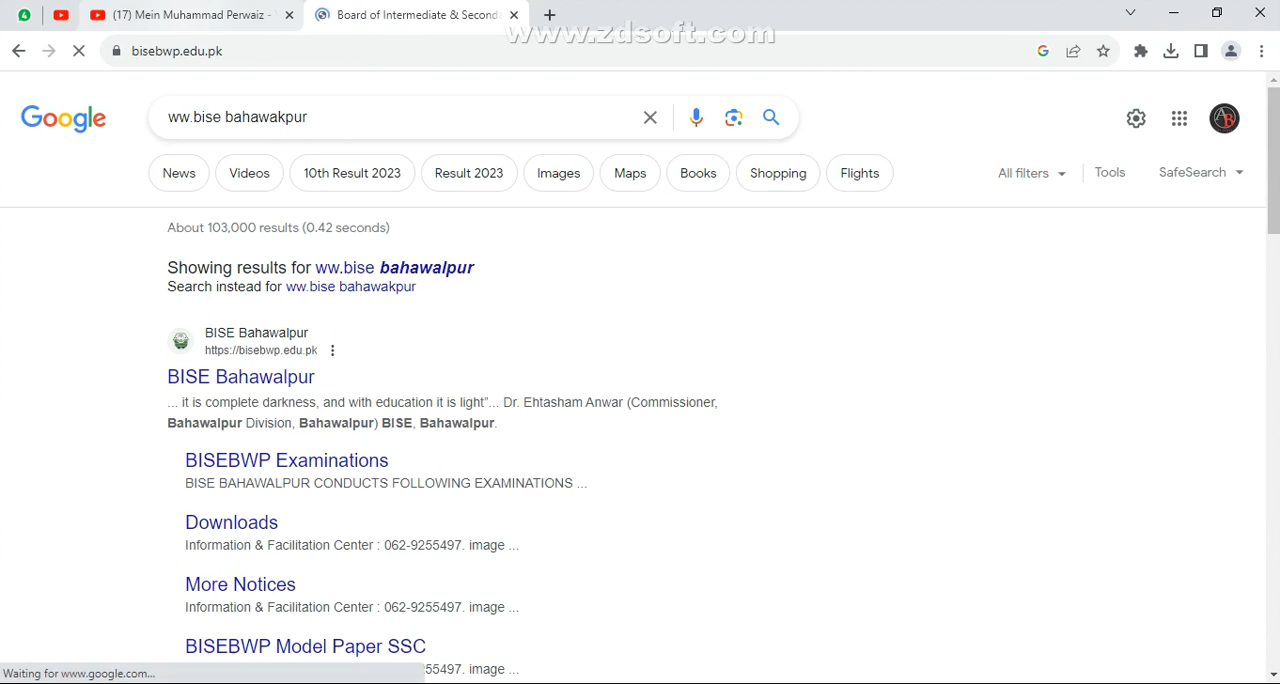 4
(17) Mein Muhammad Perwaiz -
Board of Intermediate & Seconda
www.zdsoft.com
bisebwp.edu.pk
Google
ww.bise bahawakpur
News
Videos
10th Result 2023
Result 2023
Images
Maps
Books
Shopping
Flights
All filters
Tools
SafeSearch
About 103,000 results (0.42 seconds)
Showing results for ww.bise bahawalpur
Search instead for ww.bise bahawakpur
BISE Bahawalpur
https://bisebwp.edu.pk
BISE Bahawalpur
... it is complete darkness, and with education it is light"... Dr. Ehtasham Anwar (Commissioner,
Bahawalpur Division, Bahawalpur) BISE, Bahawalpur.
BISEBWP Examinations
BISE BAHAWALPUR CONDUCTS FOLLOWING EXAMINATIONS ...
Downloads
Information & Facilitation Center : 062-9255497. image ...
More Notices
Information & Facilitation Center : 062-9255497. image ...
BISEBWP Model Paper SSC
55497. image ...
Waiting for www.google.com...